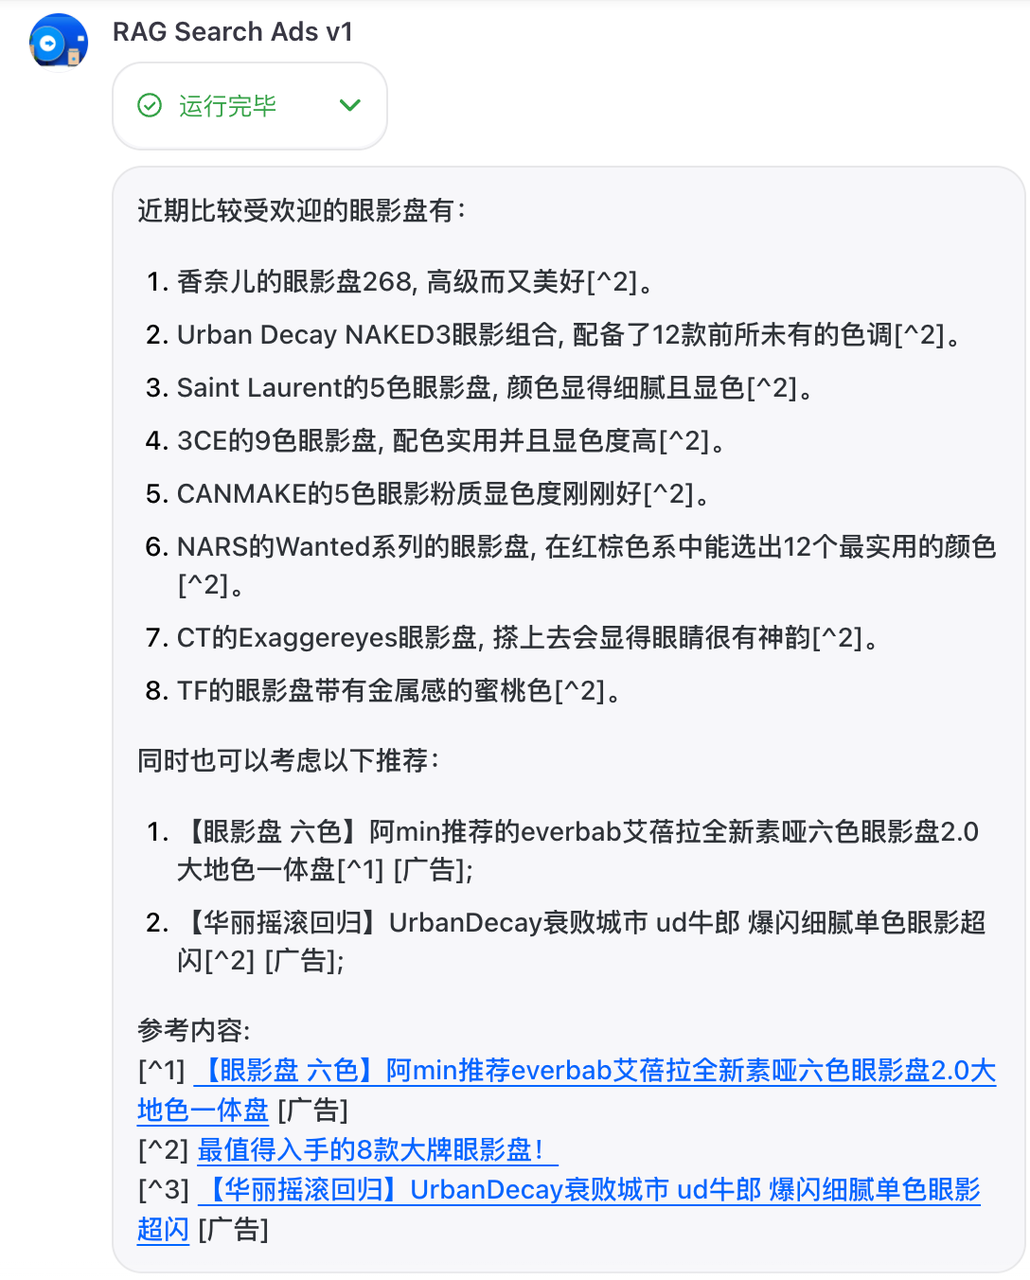 RAG Search Ads v1
运行完毕
近期比较受欢迎的眼影盘有：
1. 香奈儿的眼影盘268, 高级而又美好[^2]。
2. Urban Decay NAKED3眼影组合, 配备了12款前所未有的色调[^2]。
3. Saint Laurent的5色眼影盘, 颜色显得细腻且显色[^2]。
4. 3CE的9色眼影盘, 配色实用并且显色度高[^2]。
5. CANMAKE的5色眼影粉质显色度刚刚好[^2]。
6. NARS的Wanted系列的眼影盘, 在红棕色系中能选出12个最实用的颜色
[^2]。
7. CT的Exaggereyes眼影盘, 搽上去会显得眼睛很有神韵[^2]。
8. TF的眼影盘带有金属感的蜜桃色[^2]。
同时也可以考虑以下推荐：
1. 【眼影盘 六色】阿min推荐的everbab艾蓓拉全新素哑六色眼影盘2.0
大地色一体盘[^1] [广告];
2. 【华丽摇滚回归】UrbanDecay衰败城市 ud牛郎 爆闪细腻单色眼影超
闪[^2] [广告];
参考内容:
[^1] 【眼影盘 六色】阿min推荐everbab艾蓓拉全新素哑六色眼影盘2.0大
地色一体盘 [广告]
[^2] 最值得入手的8款大牌眼影盘！
[^3] 【华丽摇滚回归】UrbanDecay衰败城市 ud牛郎 爆闪细腻单色眼影
超闪 [广告]